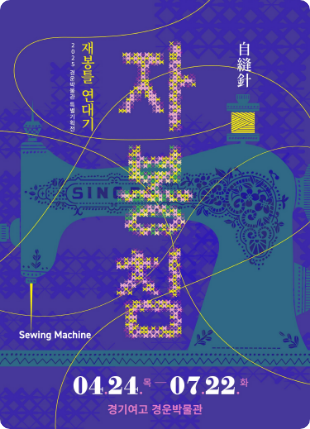 自縫針
재봉틀 연대기
2025 경운박물관 특별기획전
자봉침
SINGER
Sewing Machine
04.24.목 — 07.22.화
경기여고 경운박물관